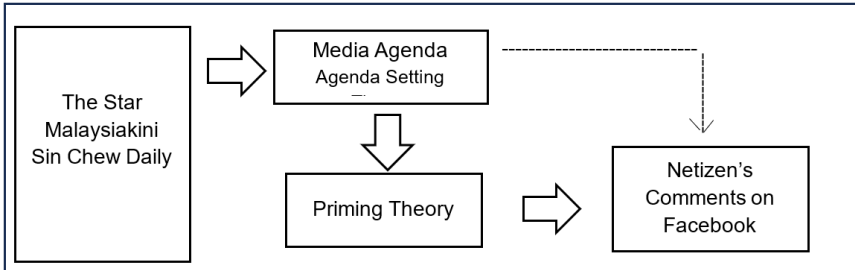 The Star
Malaysiakini
Sin Chew Daily
Media Agenda
Agenda Setting
Priming Theory
Netizen’s
Comments on
Facebook